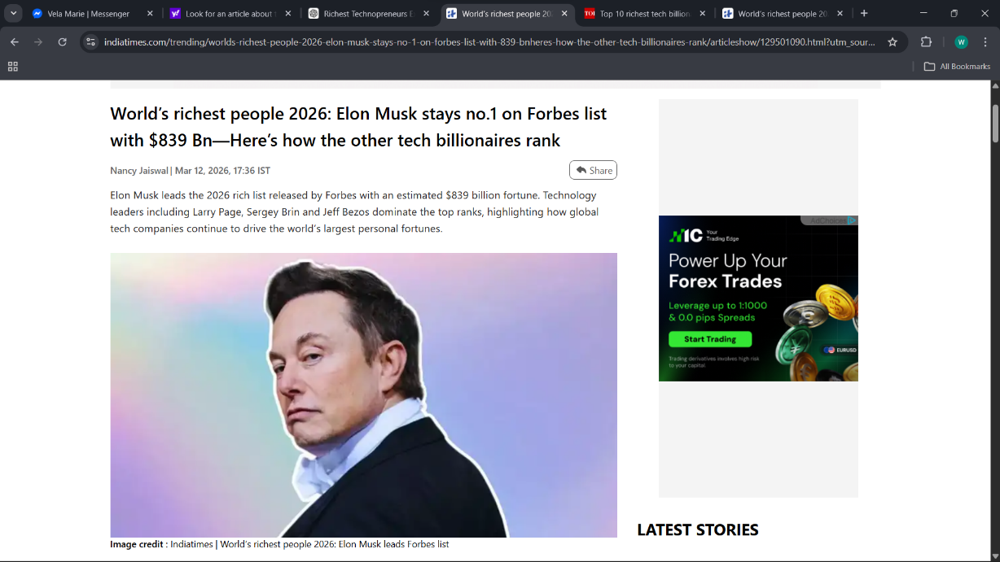 Vela Marie | Messenger
Look for an article about t
Richest Technopreneurs E
World's richest people 202
TOI
Top 10 richest tech billion
World's richest people 202
indiatimes.com/trending/worlds-richest-people-2026-elon-musk-stays-no-1-on-forbes-list-with-839-bnheres-how-the-other-tech-billionaires-rank/articleshow/129501090.html?utm_sour...
W
All Bookmarks
World's richest people 2026: Elon Musk stays no.1 on Forbes list
with $839 Bn—Here's how the other tech billionaires rank
Nancy Jaiswal | Mar 12, 2026, 17:36 IST
Share
Elon Musk leads the 2026 rich list released by Forbes with an estimated $839 billion fortune. Technology
leaders including Larry Page, Sergey Brin and Jeff Bezos dominate the top ranks, highlighting how global
tech companies continue to drive the world's largest personal fortunes.
Image credit : Indiatimes | World's richest people 2026: Elon Musk leads Forbes list
AdChoices
Your
Trading Edge
Power Up Your
Forex Trades
Leverage up to 1:1000
& 0.0 pips Spreads
Start Trading
EURUSD
Trading derivatives involves high risk
to your capital.
LATEST STORIES